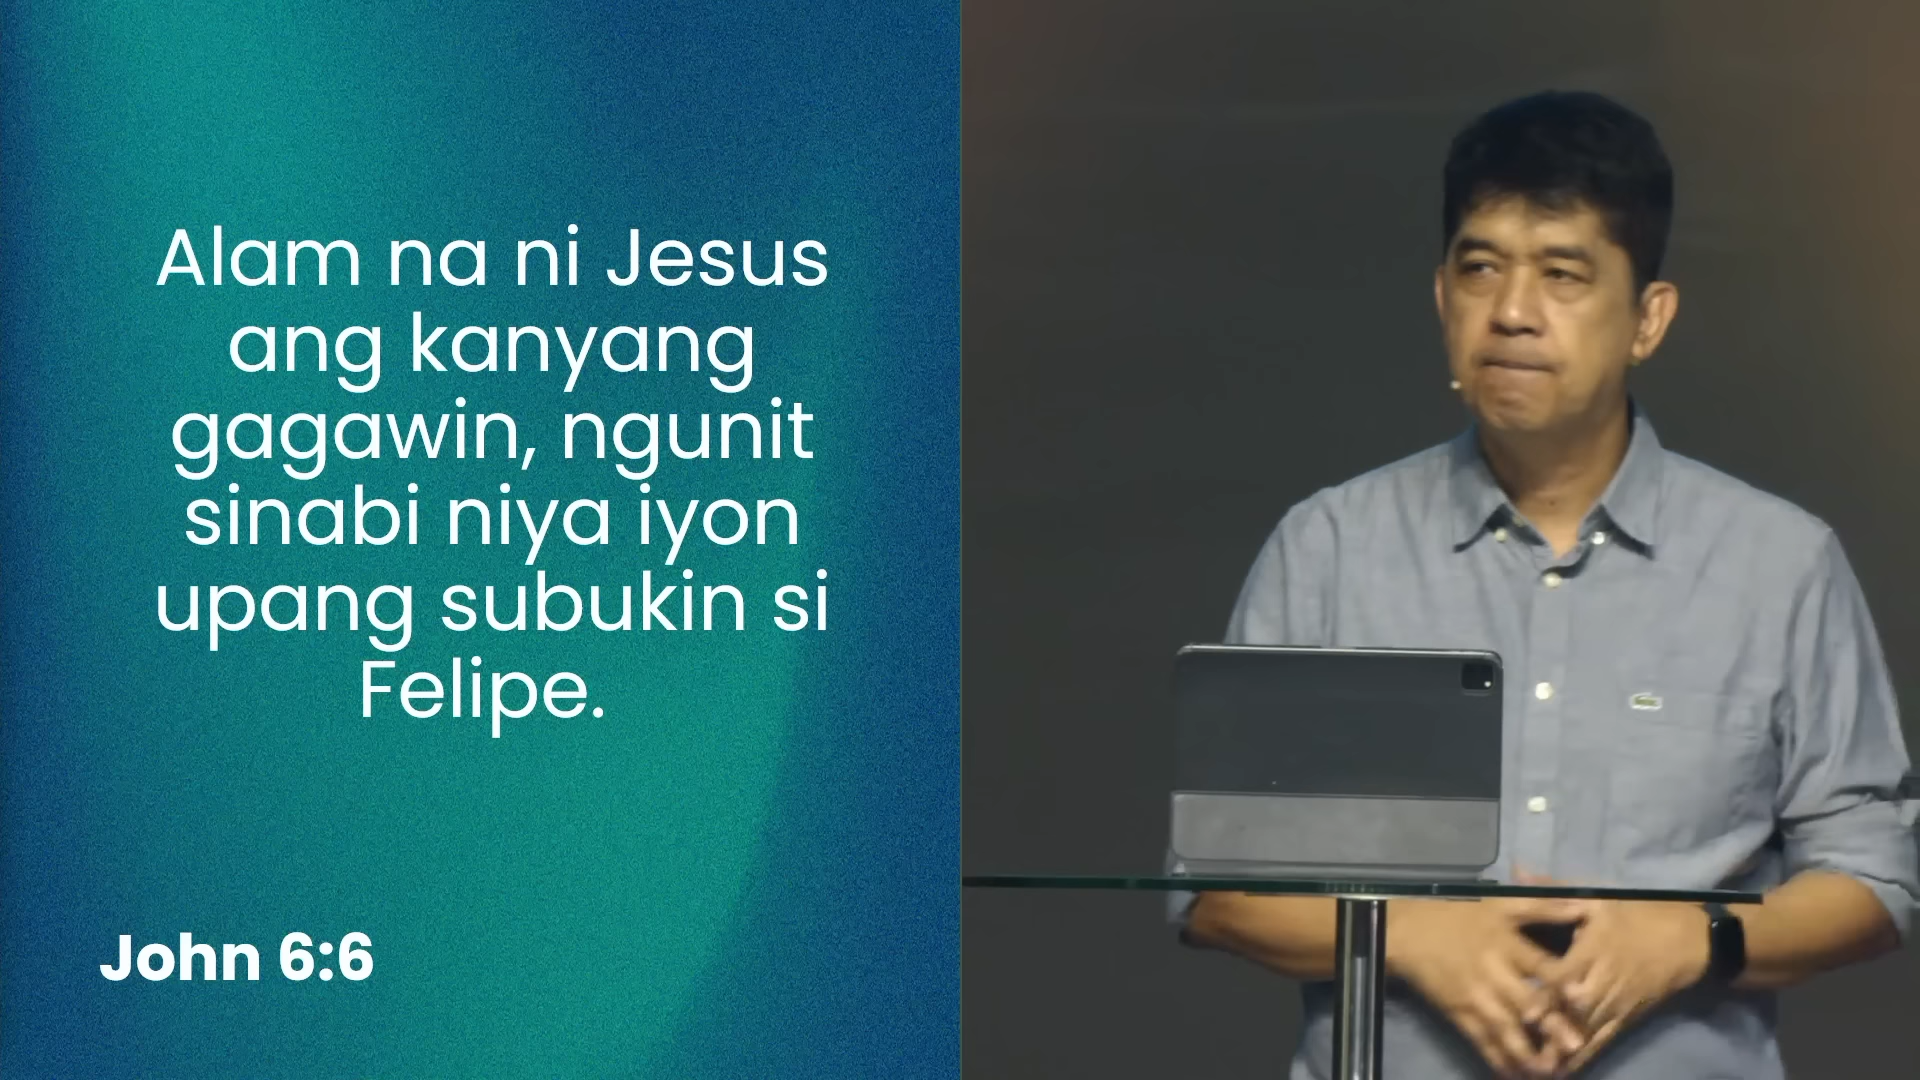 Alam na ni Jesus
ang kanyang
gagawin, ngunit
sinabi niya iyon
upang subukin si
Felipe.
John 6:6